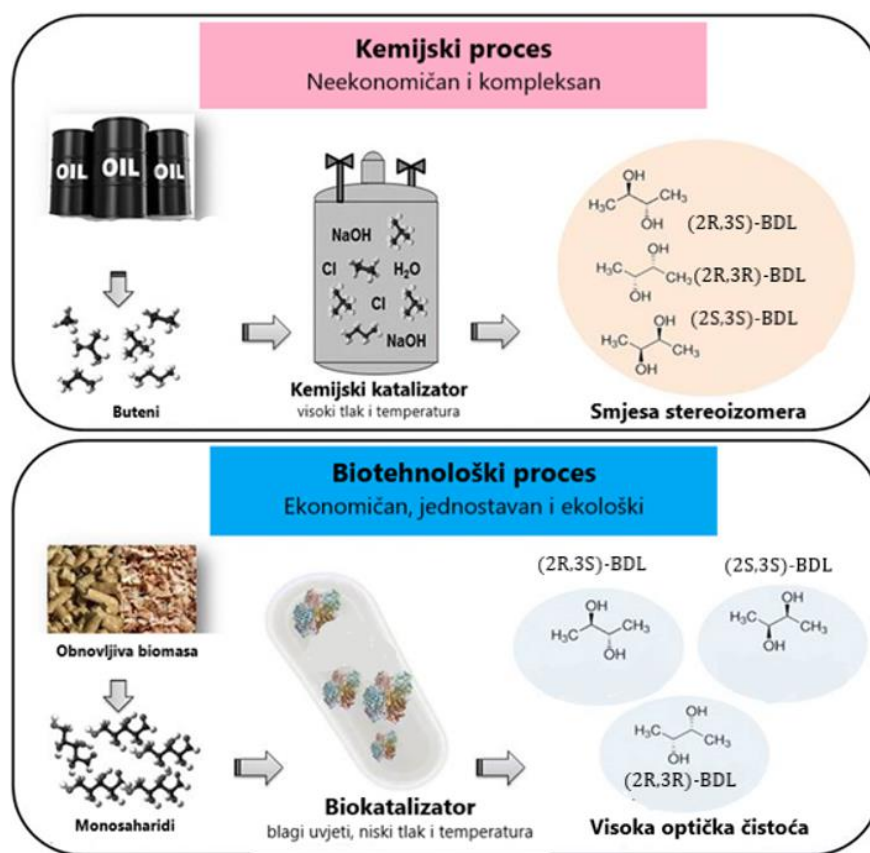 Kemijski proces
Neekonomičan i kompleksan
OIL
OIL
OIL
NaOH
Cl
H₂O
Cl
NaOH
Buteni
Kemijski katalizator
visoki tlak i temperatura
OH
CH₃
H₃C
OH
(2R,3S)-BDL
OH
H₃C
CH₃
OH
(2R,3R)-BDL
(2S,3S)-BDL
OH
H₃C
CH₃
OH
Smjesa stereoizomera
Biotehnološki proces
Ekonomičan, jednostavan i ekološki
Obnovljiva biomasa
Monosaharidi
Biokatalizator
blagi uvjeti, niski tlak i temperatura
(2R,3S)-BDL
OH
CH₃
H₃C
OH
(2S,3S)-BDL
OH
H₃C
CH₃
OH
OH
H₃C
CH₃
OH
(2R,3R)-BDL
Visoka optička čistoća